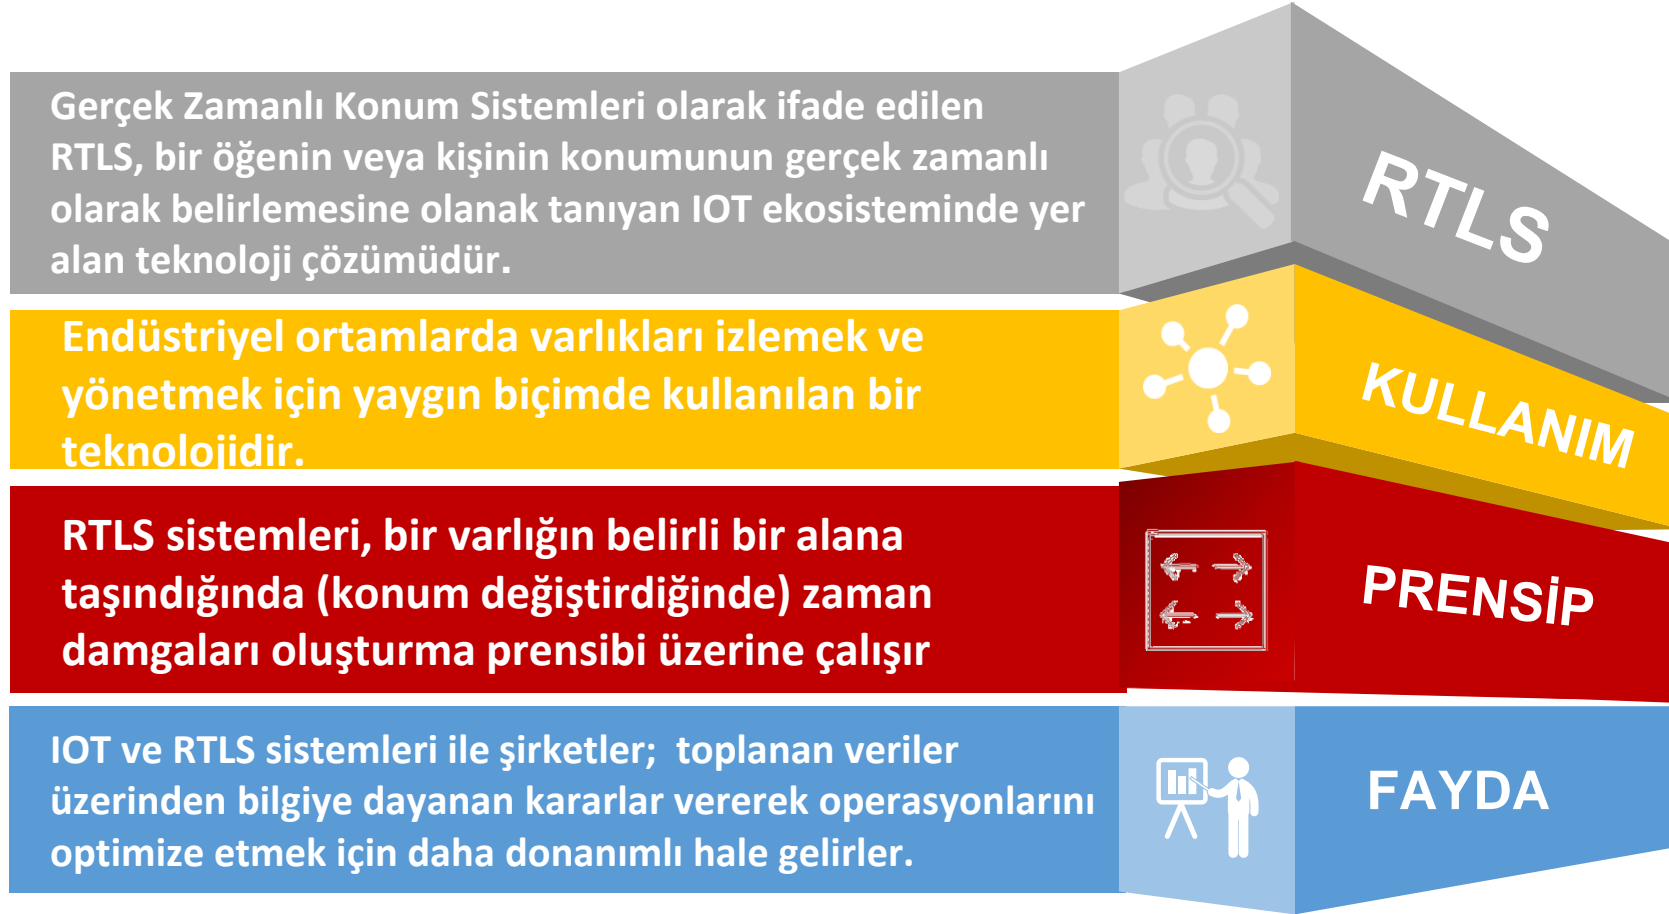 Gerçek Zamanlı Konum Sistemleri olarak ifade edilen
RTLS, bir öğenin veya kişinin konumunun gerçek zamanlı
olarak belirlemesine olanak tanıyan IOT ekosisteminde yer
alan teknoloji çözümüdür.
RTLS
Endüstriyel ortamlarda varlıkları izlemek ve
yönetmek için yaygın biçimde kullanılan bir
teknolojidir.
KULLANIM
RTLS sistemleri, bir varlığın belirli bir alana
taşındığında (konum değiştirdiğinde) zaman
damgaları oluşturma prensibi üzerine çalışır
PRENSİP
IOT ve RTLS sistemleri ile şirketler;  toplanan veriler
üzerinden bilgiye dayanan kararlar vererek operasyonlarını
optimize etmek için daha donanımlı hale gelirler.
FAYDA